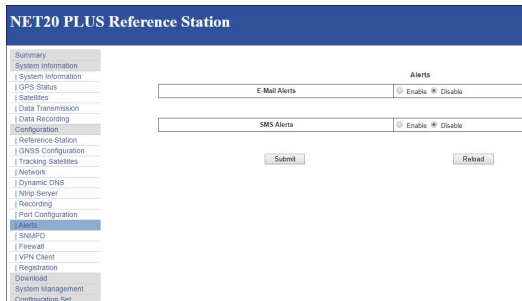 NET20 PLUS Reference Station
Summary
System Information
| System Information
| GPS Status
| Satellites
| Data Transmission
| Data Recording
Configuration
| Reference Station
| GNSS Configuration
| Tracking Satellites
| Network
| Dynamic DNS
| Ntrip Server
| Recording
| Port Configuration
| Alerts
| SNMPD
| Firewall
| VPN Client
| Registration
Download
System Management
Configuration Set
Alerts
E-Mail Alerts Enable Disable
SMS Alerts Enable Disable
Submit Reload